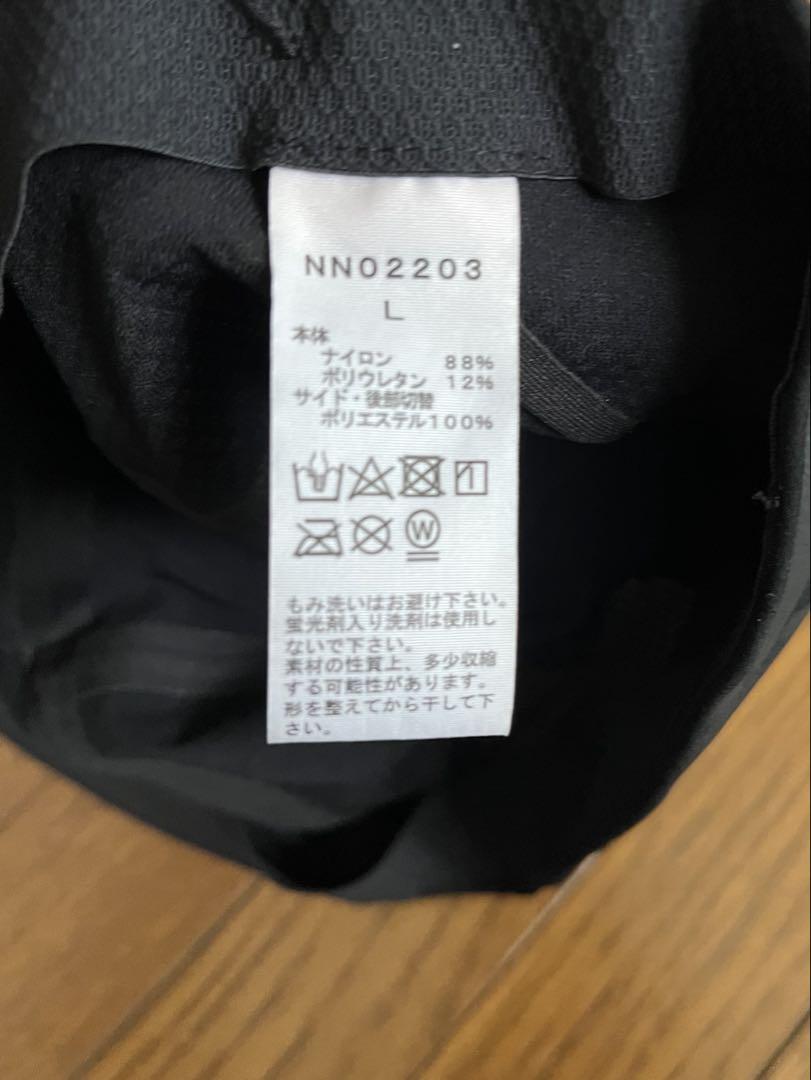 NN02203
L
本体
ナイロン 88%
ポリウレタン 12%
サイド・後部切替
ポリエステル100%
W
もみ洗いはお避け下さい。
蛍光剤入り洗剤は使用し
ないで下さい。
素材の性質上、多少収縮
する可能性があります。
形を整えてから干して下
さい。